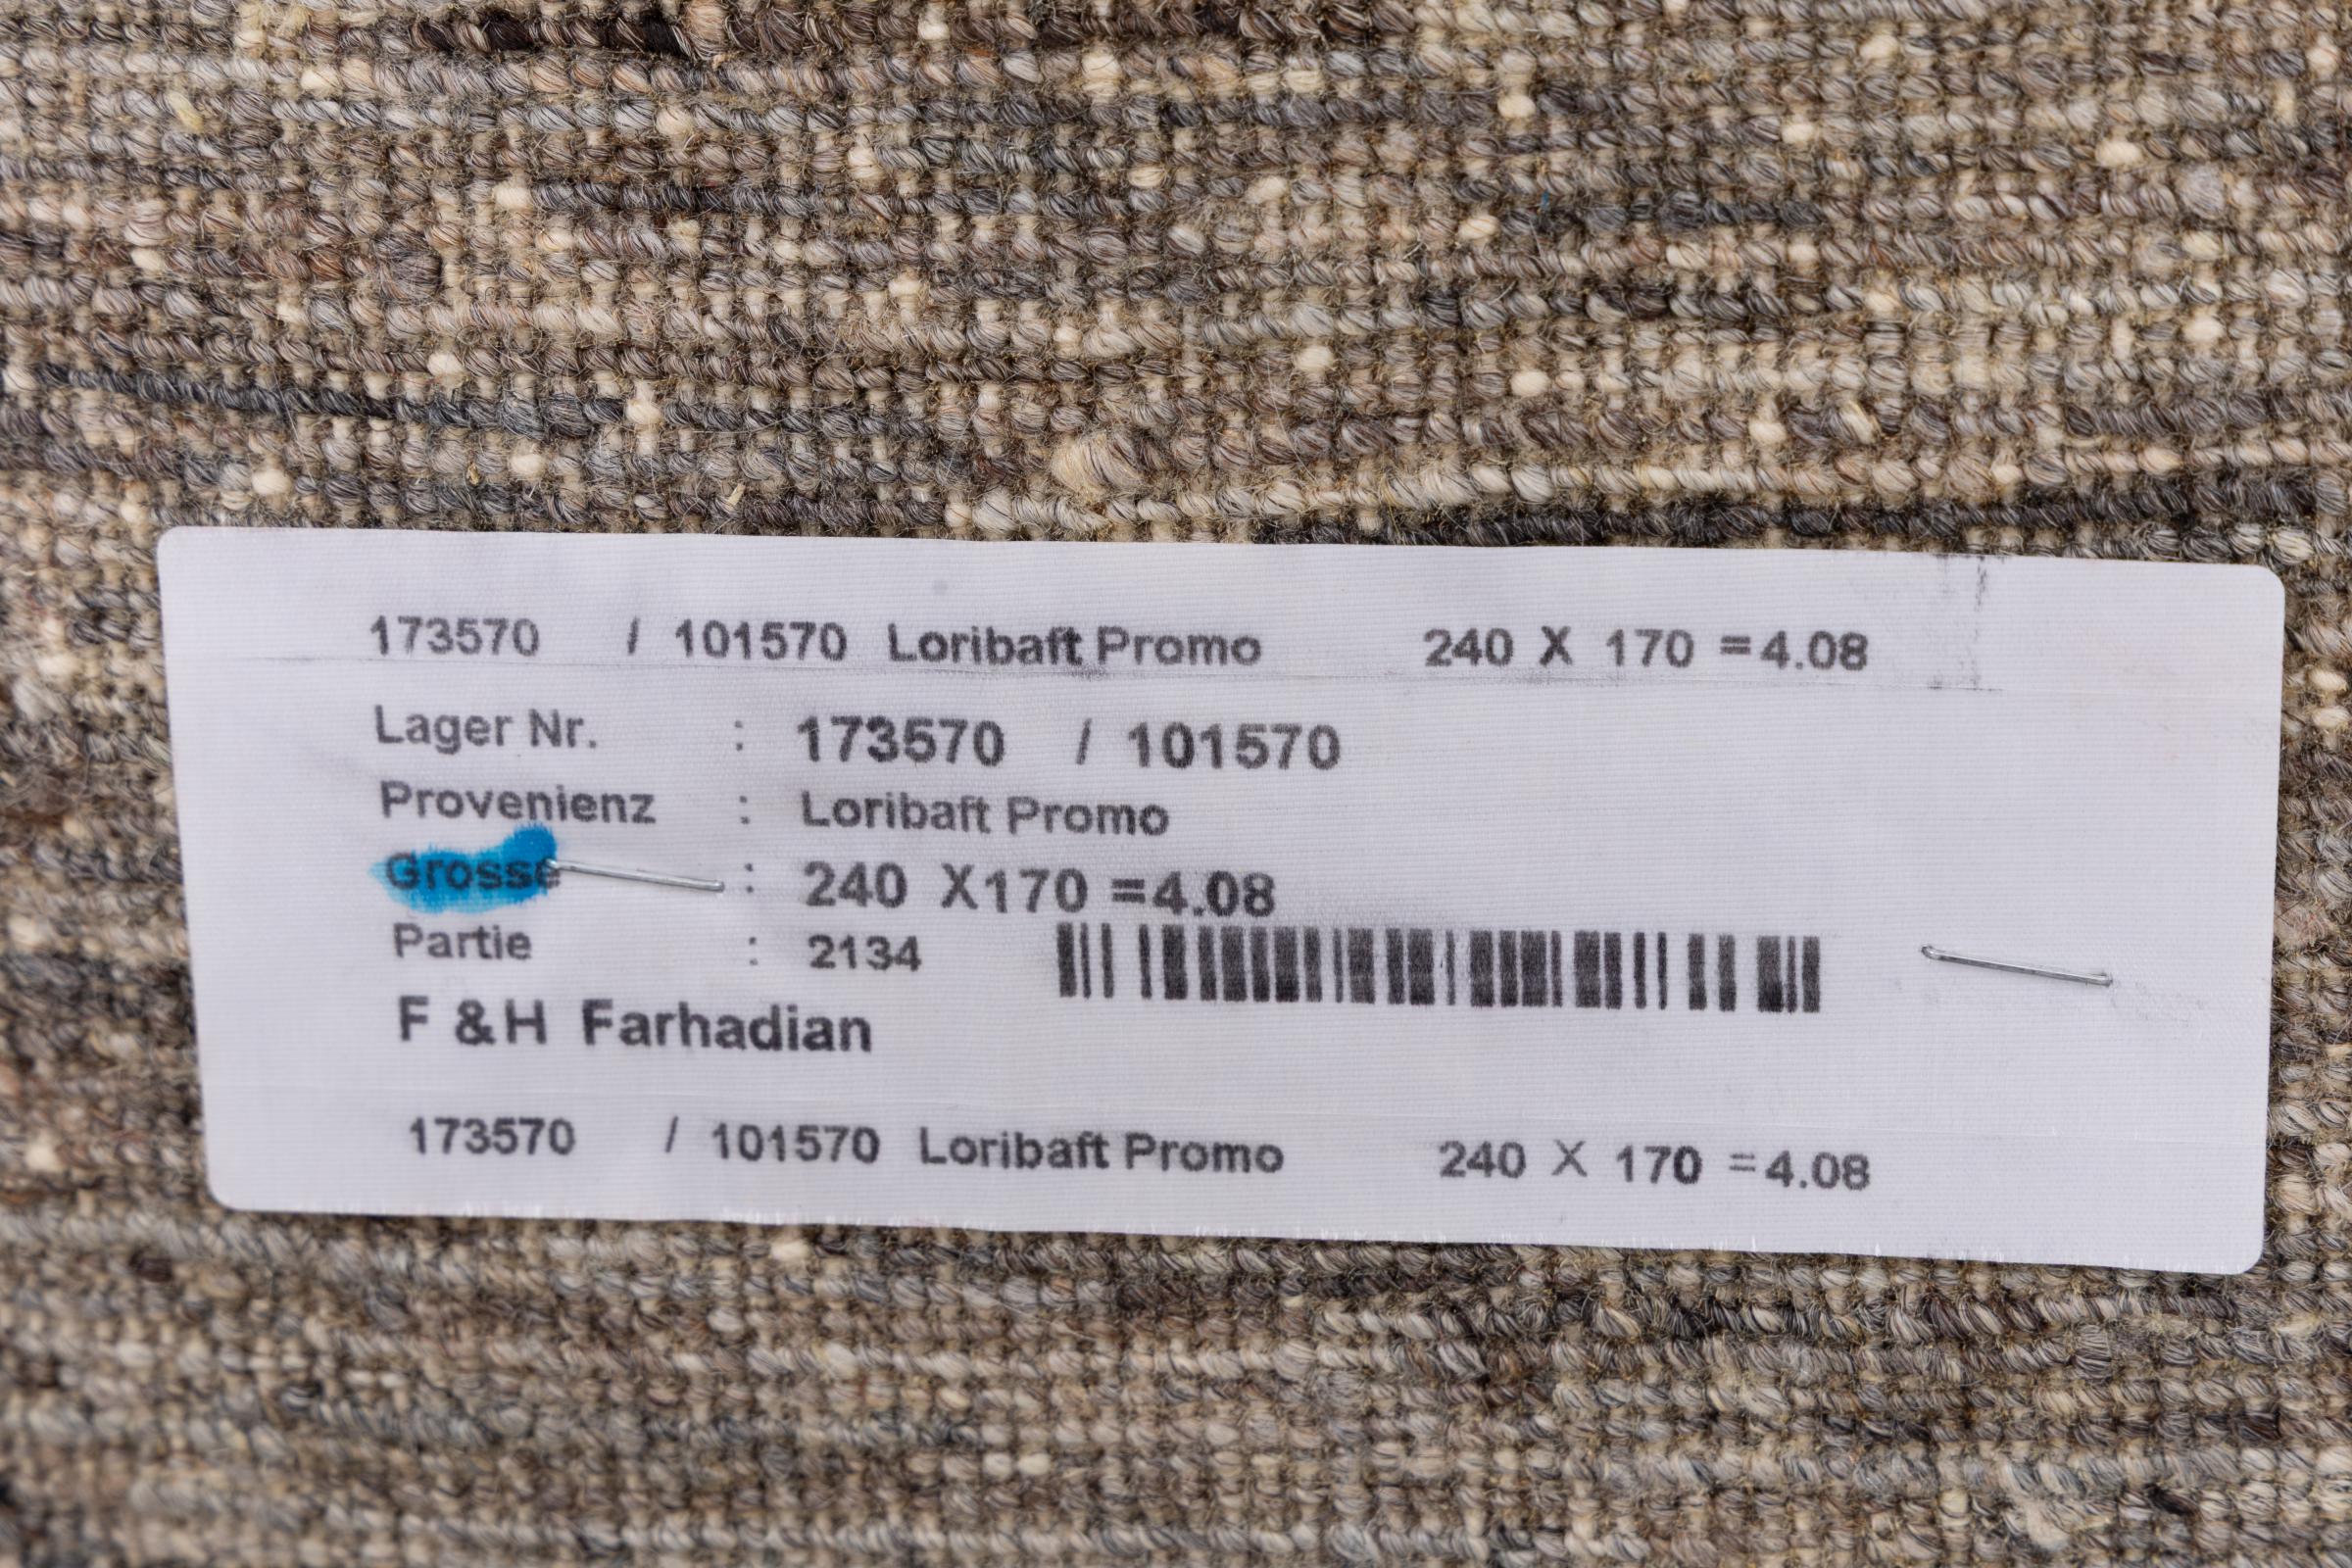 173570 / 101570 Loribaft Promo 240 X 170 =4.08
Lager Nr. : 173570 / 101570
Provenienz : Loribaft Promo
Grosse : 240 X170 =4.08
Partie : 2134
F &H Farhadian
173570 / 101570 Loribaft Promo 240 X 170 =4.08